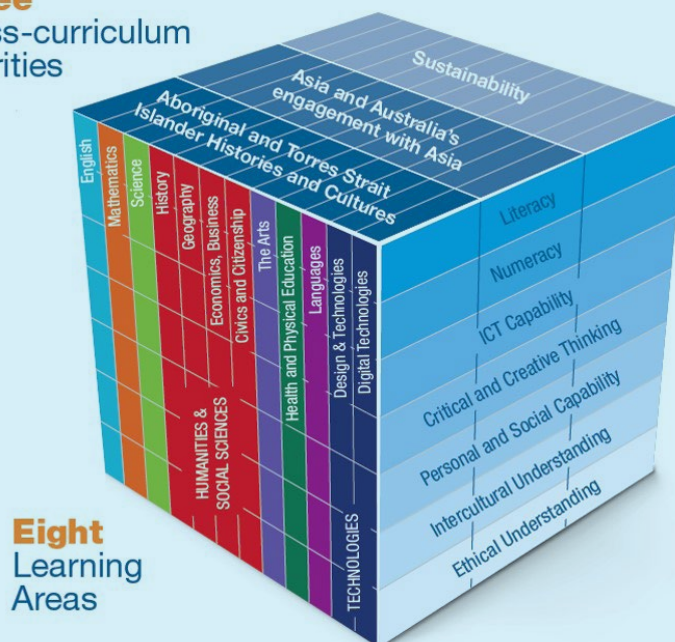 ss-curriculum
rities
Sustainability
Asia and Australia's
engagement with Asia
Aboriginal and Torres Strait
Islander Histories and Cultures
English
Mathematics
Science
History
Geography
Economics, Business
Civics and Citizenship
HUMANITIES &
SOCIAL SCIENCES
The Arts
Health and Physical Education
Languages
Design & Technologies
Digital Technologies
TECHNOLOGIES
Literacy
Numeracy
ICT Capability
Critical and Creative Thinking
Personal and Social Capability
Intercultural Understanding
Ethical Understanding
Eight
Learning
Areas